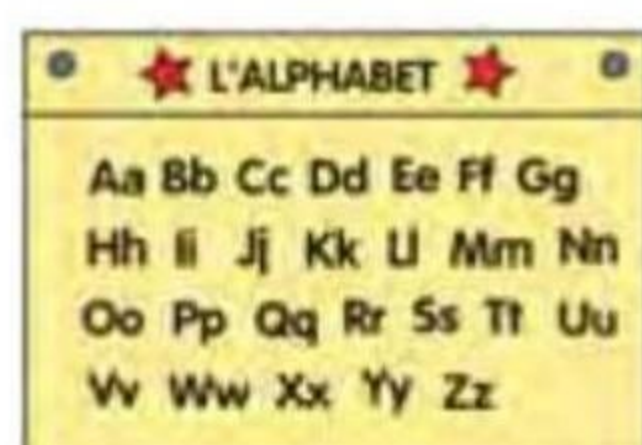 L'ALPHABET
Aa Bb Cc Dd Ee Ff Gg
Hh Ii Jj Kk Ll Mm Nn
Oo Pp Qq Rr Ss Tt Uu
Vv Ww Xx Yy Zz